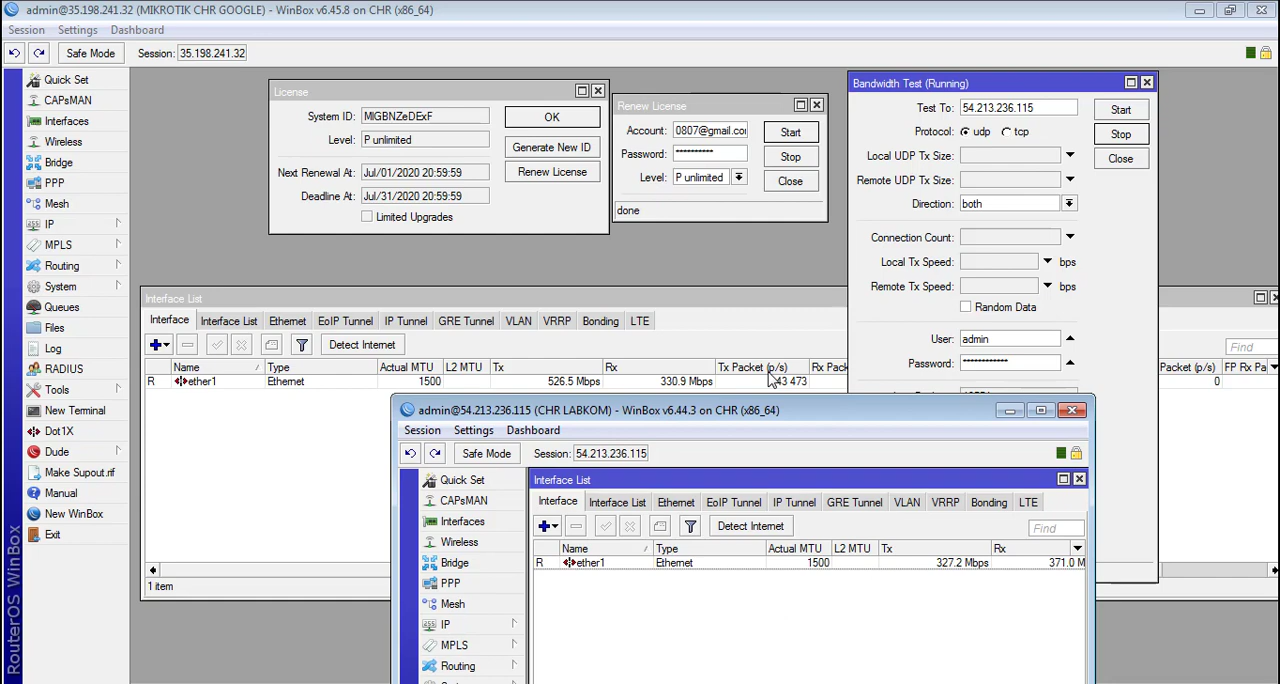 admin@35.198.241.32 (MIKROTIK CHR GOOGLE) - WinBox v6.45.8 on CHR (x86_64)
Session Settings Dashboard
Safe Mode Session: 35.198.241.32
Quick Set
CAPsMAN
Interfaces
Wireless
Bridge
PPP
Mesh
IP
MPLS
Routing
System
Queues
Files
Log
RADIUS
Tools
New Terminal
Dot1X
Dude
Make Supout.rif
Manual
New WinBox
Exit
RouterOS WinBox
License
System ID: MIGBNZeDExF OK
Level: P unlimited Generate New ID
Next Renewal At: Jul/01/2020 20:59:59 Renew License
Deadline At: Jul/31/2020 20:59:59
Limited Upgrades
Renew License
Account: 0807@gmail.co Start
Password: ********** Stop
Level: P unlimited Close
done
Bandwidth Test (Running)
Test To: 54.213.236.115 Start
Protocol: udp tcp Stop
Local UDP Tx Size: Close
Remote UDP Tx Size:
Direction: both
Connection Count:
Local Tx Speed: bps
Remote Tx Speed: bps
Random Data
User: admin
Password: ************
Interface List
Interface Interface List Ethernet EoIP Tunnel IP Tunnel GRE Tunnel VLAN VRRP Bonding LTE
Detect Internet Find
Name Type Actual MTU L2 MTU Tx Rx Tx Packet (p/s) Rx Pack Packet (p/s) FP Rx Pa
R ether1 Ethernet 1500 526.5 Mbps 330.9 Mbps 43 473 0
1 item
admin@54.213.236.115 (CHR LABKOM) - WinBox v6.44.3 on CHR (x86_64)
Session Settings Dashboard
Safe Mode Session: 54.213.236.115
Quick Set
CAPsMAN
Interfaces
Wireless
Bridge
PPP
Mesh
IP
MPLS
Routing
Interface List
Interface Interface List Ethernet EoIP Tunnel IP Tunnel GRE Tunnel VLAN VRRP Bonding LTE
Detect Internet Find
Name Type Actual MTU L2 MTU Tx Rx
R ether1 Ethernet 1500 327.2 Mbps 371.0 M